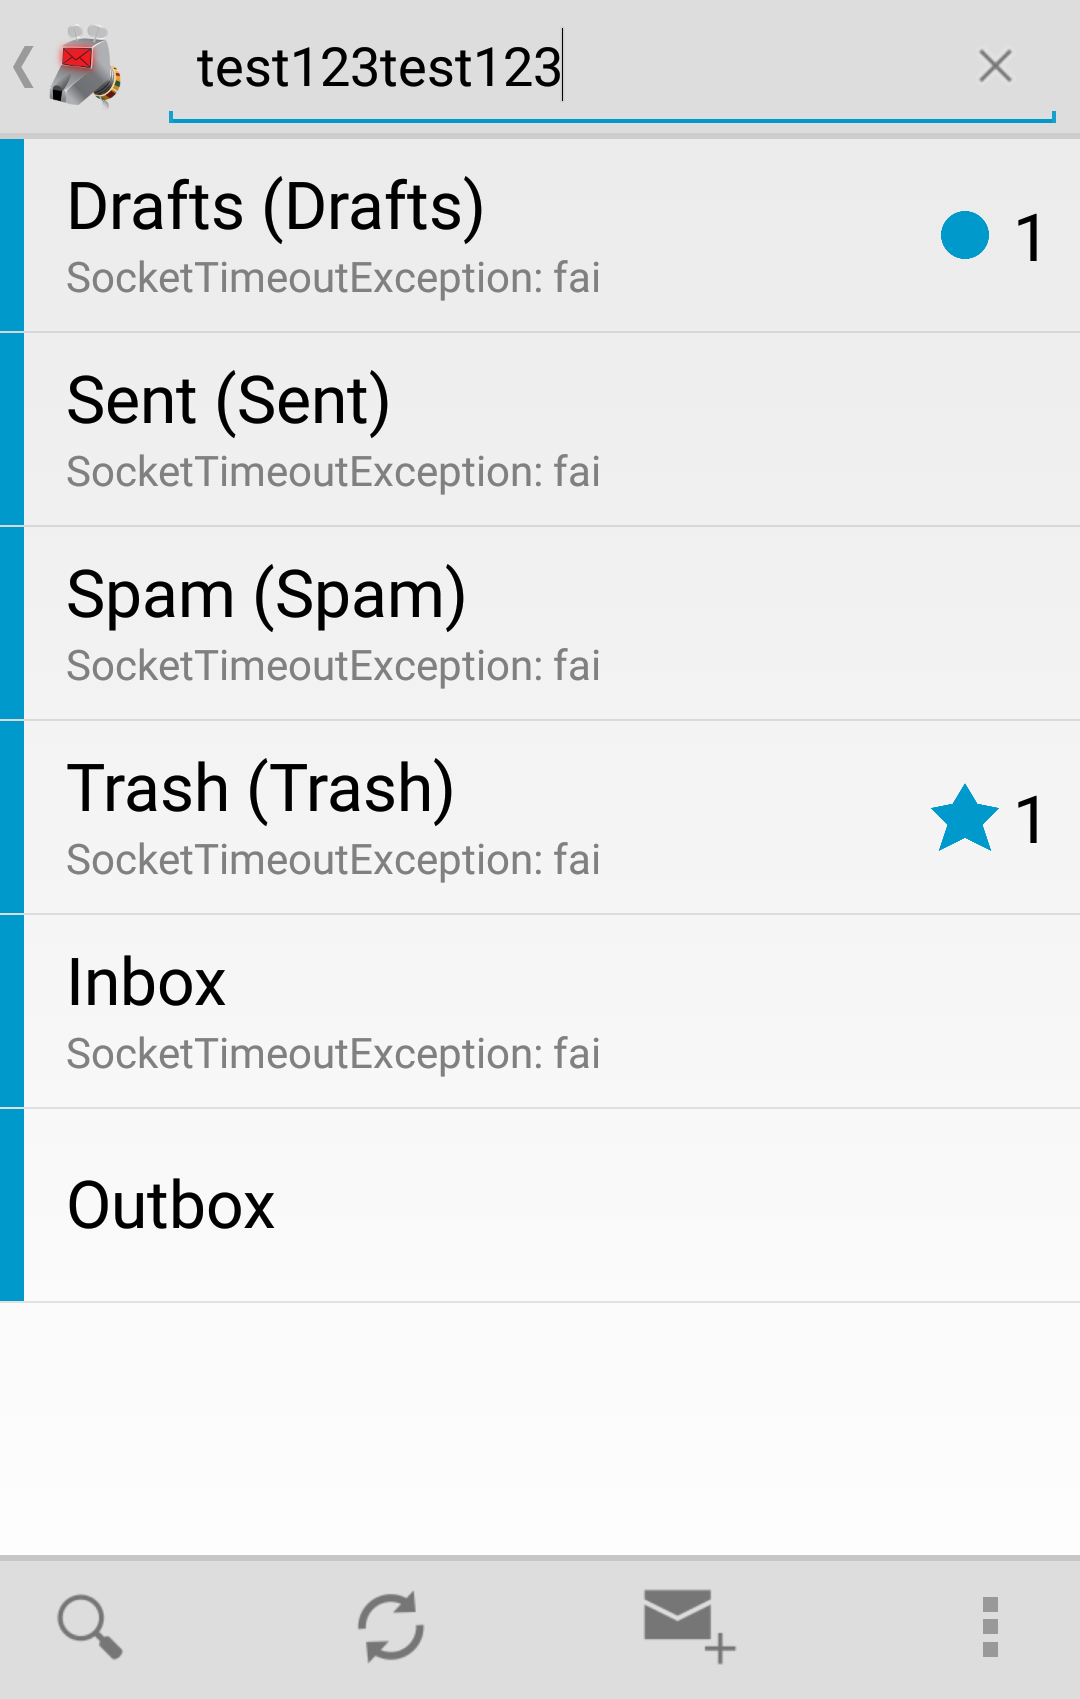 test123test123
Drafts (Drafts)
SocketTimeoutException: fai
1
Sent (Sent)
SocketTimeoutException: fai
Spam (Spam)
SocketTimeoutException: fai
Trash (Trash)
SocketTimeoutException: fai
1
Inbox
SocketTimeoutException: fai
Outbox